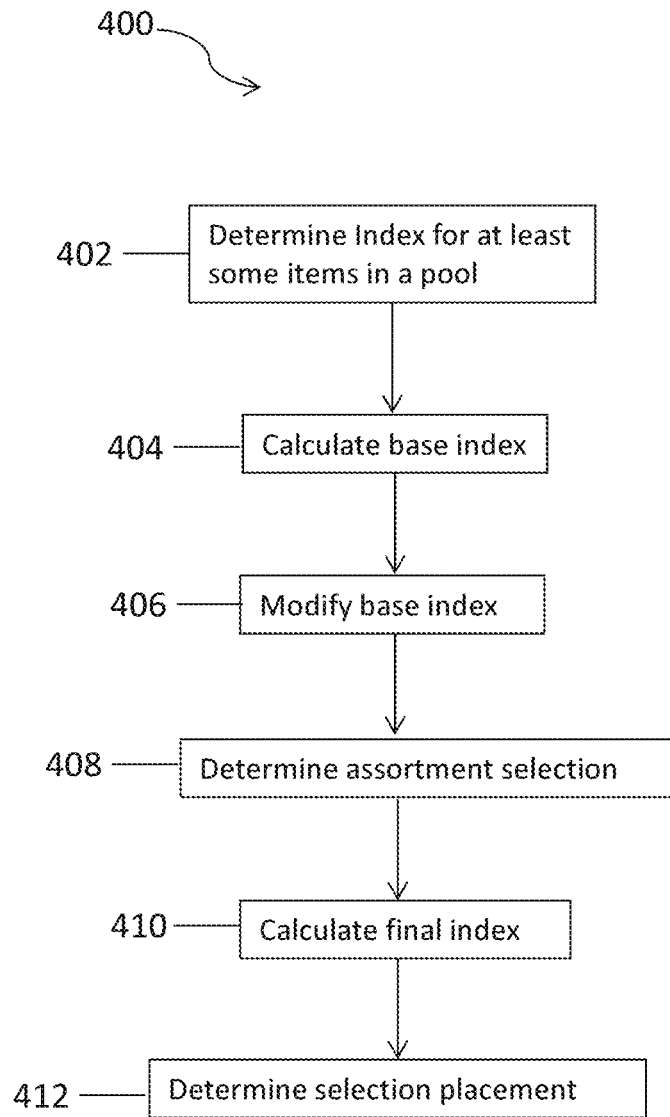 400
402
Determine Index for at least
some items in a pool
404
Calculate base index
406
Modify base index
408
Determine assortment selection
410
Calculate final index
412
Determine selection placement